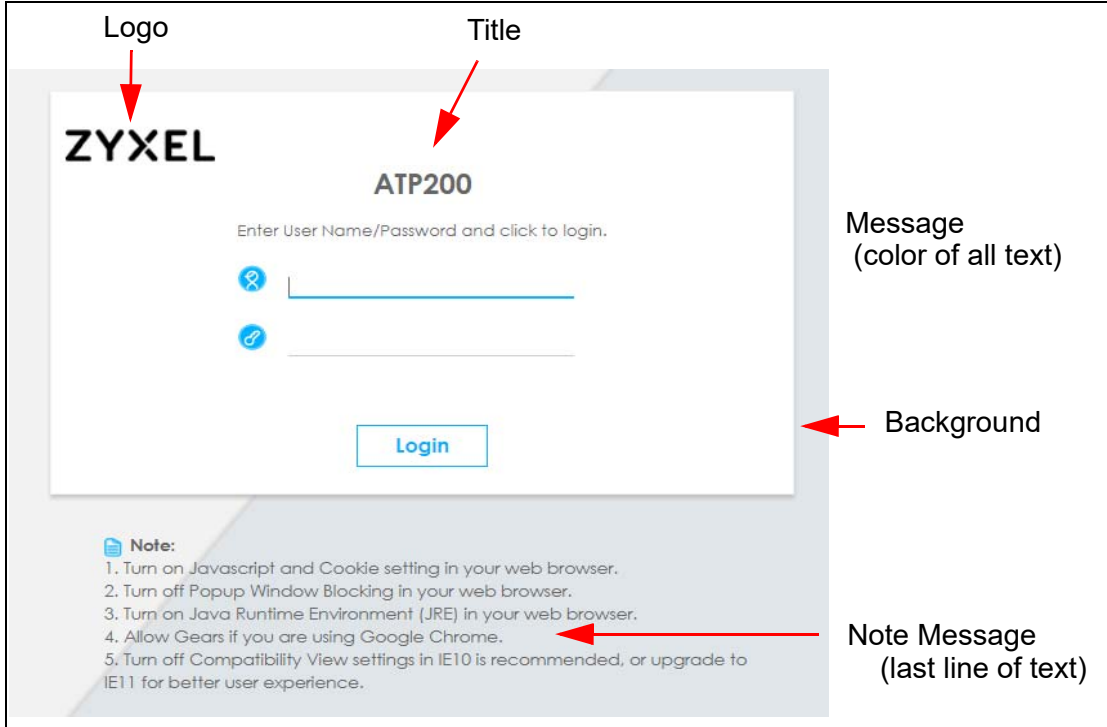 Logo
Title
ZYXEL
ATP200
Enter User Name/Password and click to login.
Message
(color of all text)
Background
Login
Note:
1. Turn on Javascript and Cookie setting in your web browser.
2. Turn off Popup Window Blocking in your web browser.
3. Turn on Java Runtime Environment (JRE) in your web browser.
4. Allow Gears if you are using Google Chrome.
5. Turn off Compatibility View settings in IE10 is recommended, or upgrade to
IE11 for better user experience.
Note Message
(last line of text)